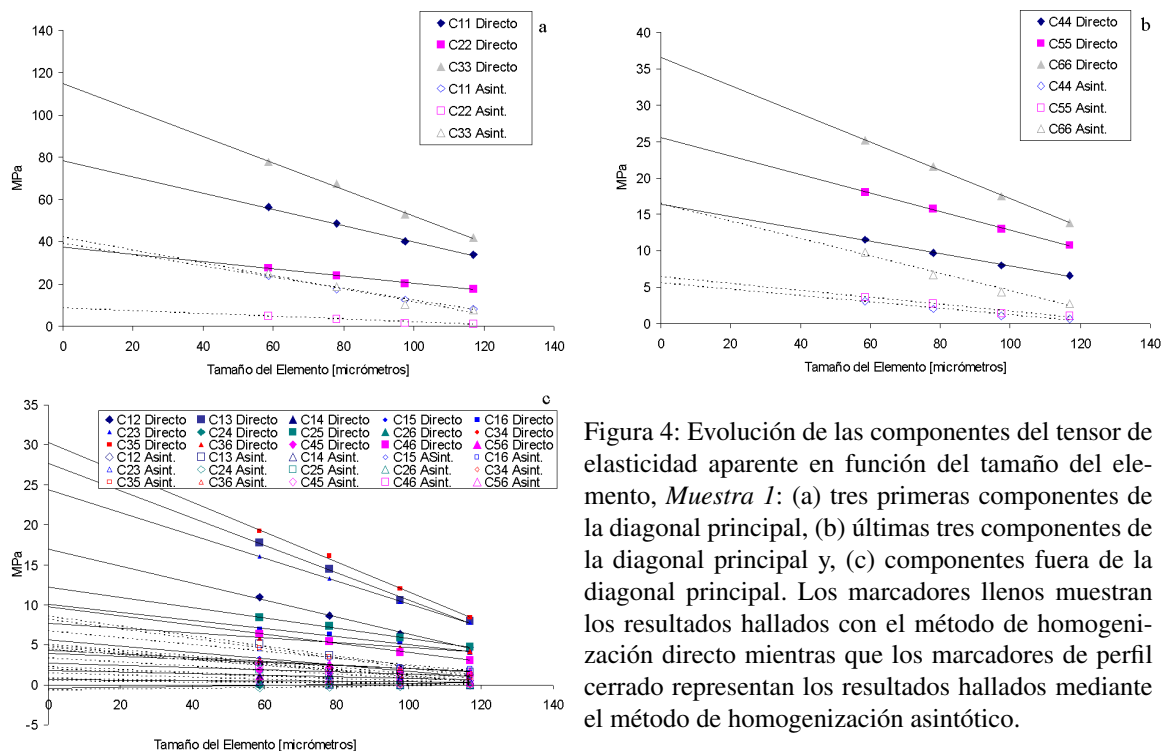 a
C11 Directo
C22 Directo
C33 Directo
C11 Asint.
C22 Asint.
C33 Asint.
140
120
100
80
60
40
20
0
MPa
0 20 40 60 80 100 120 140
Tamaño del Elemento [micrómetros]
b
C44 Directo
C55 Directo
C66 Directo
C44 Asint.
C55 Asint.
C66 Asint.
40
35
30
25
20
15
10
5
0
MPa
0 20 40 60 80 100 120 140
Tamaño del Elemento [micrómetros]
c
C12 Directo C13 Directo C14 Directo C15 Directo C16 Directo
C23 Directo C24 Directo C25 Directo C26 Directo C34 Directo
C35 Directo C36 Directo C45 Directo C46 Directo C56 Directo
C12 Asint. C13 Asint. C14 Asint. C15 ASint. C16 Asint.
C23 Asint. C24 Asint. C25 Asint. C26 Asint. C34 Asint.
C35 Asint. C36 Asint. C45 Asint C46 Asint C56 Asint
35
30
25
20
15
10
5
0
-5
MPa
0 20 40 60 80 100 120 140
Tamaño del Elemento [micrómetros]
Figura 4: Evolución de las componentes del tensor de
elasticidad aparente en función del tamaño del ele-
mento, Muestra 1: (a) tres primeras componentes de
la diagonal principal, (b) últimas tres componentes de
la diagonal principal y, (c) componentes fuera de la
diagonal principal. Los marcadores llenos muestran
los resultados hallados con el método de homogeni-
zación directo mientras que los marcadores de perfil
cerrado representan los resultados hallados mediante
el método de homogenización asintótico.